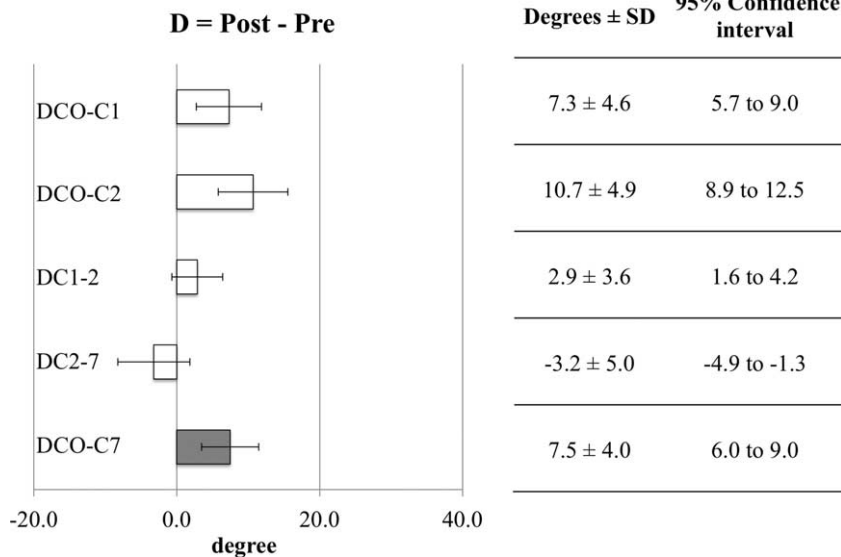 D = Post - Pre
Degrees ± SD
95% Confidence
interval
DCO-C1
7.3 ± 4.6
5.7 to 9.0
DCO-C2
10.7 ± 4.9
8.9 to 12.5
DC1-2
2.9 ± 3.6
1.6 to 4.2
DC2-7
-3.2 ± 5.0
-4.9 to -1.3
DCO-C7
7.5 ± 4.0
6.0 to 9.0
-20.0 0.0 20.0 40.0
degree